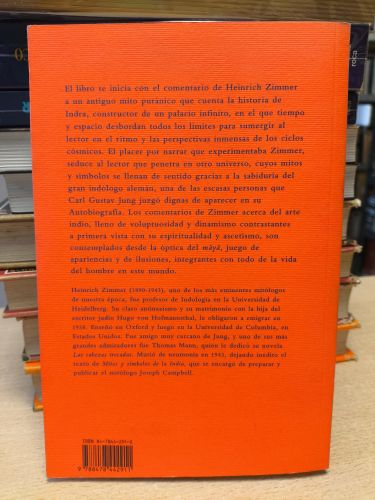 El libro se inicia con el comentario de Heinrich Zimmer
a un antiguo mito puránico que cuenta la historia de
Indra, constructor de un palacio infinito, en el que tiempo
y espacio desbordan todos los límites para sumergir al
lector en el ritmo y las perspectivas inmensas de los ciclos
cósmicos. El placer por narrar que experimentaba Zimmer,
seduce al lector que penetra en otro universo, cuyos mitos
y símbolos se llenan de sentido gracias a la sabiduría del
gran indólogo alemán, una de las escasas personas que
Carl Gustav Jung juzgó dignas de aparecer en su
Autobiografía. Los comentarios de Zimmer acerca del arte
indio, lleno de voluptuosidad y dinamismo contrastantes
a primera vista con su espiritualidad y ascetismo, son
contemplados desde la óptica del māyā, juego de
apariencias y de ilusiones, integrantes con todo de la vida
del hombre en este mundo.
Heinrich Zimmer (1890-1943), uno de los más eminentes mitólogos
de nuestra época, fue profesor de Indología en la Universidad de
Heidelberg. Su claro antinazismo y su matrimonio con la hija del
escritor judío Hugo von Hofmannsthal, le obligaron a emigrar en
1938. Enseñó en Oxford y luego en la Universidad de Columbia, en
Estados Unidos. Fue amigo muy cercano de Jung, y uno de sus más
grandes admiradores fue Thomas Mann, quién le dedicó su novela
Las cabezas trocadas. Murió de neumonía en 1943, dejando inédito el
texto de Mitos y símbolos de la India, que se encargó de preparar y
publicar el mitólogo Joseph Campbell.
ISBN 84-7844-291-2
9 788478 442911
roca